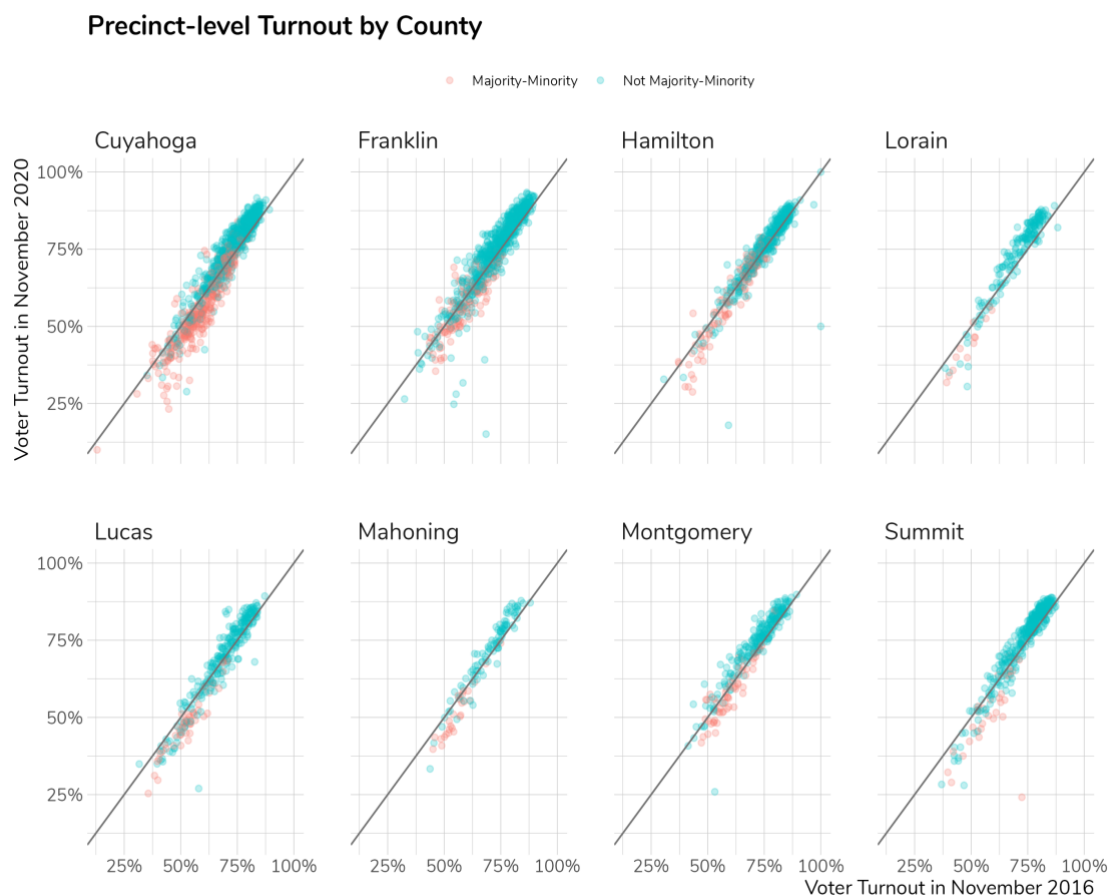 Precinct-level Turnout by County
Majority-Minority Not Majority-Minority
Cuyahoga Franklin Hamilton Lorain
Voter Turnout in November 2020
100%
75%
50%
25%
Lucas Mahoning Montgomery Summit
100%
75%
50%
25%
25% 50% 75% 100% 25% 50% 75% 100% 25% 50% 75% 100% 25% 50% 75% 100%
Voter Turnout in November 2016